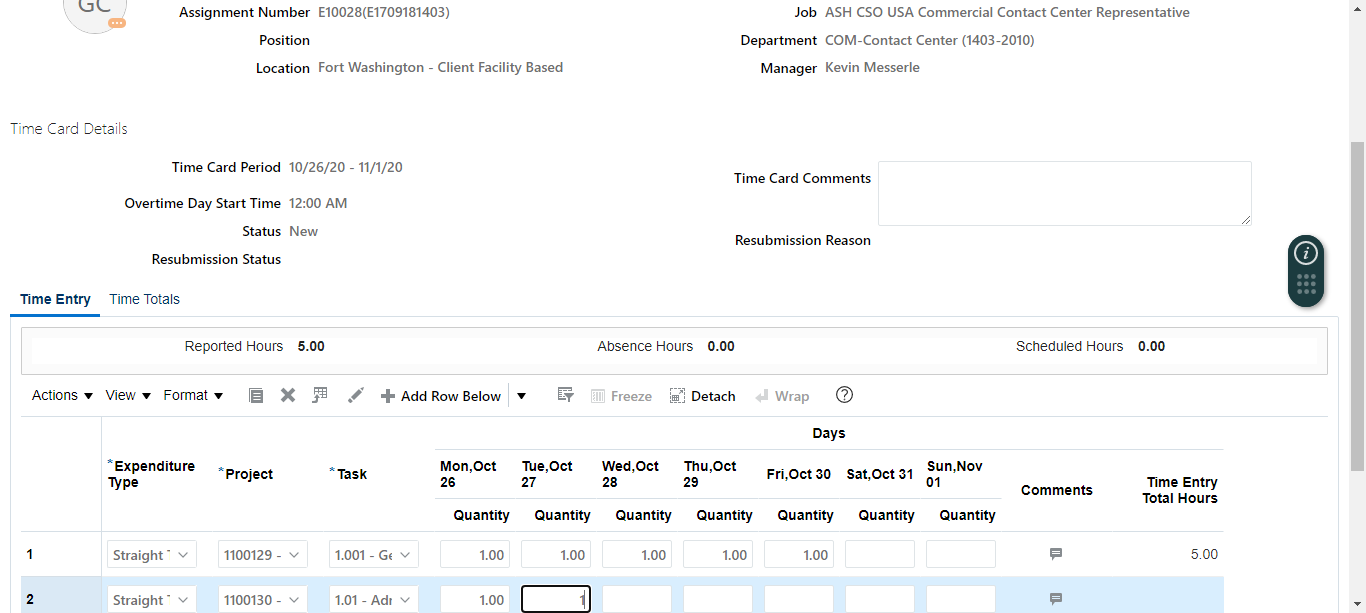 GC
Assignment Number E10028(E1709181403)
Job ASH CSO USA Commercial Contact Center Representative
Position
Department COM-Contact Center (1403-2010)
Location Fort Washington - Client Facility Based
Manager Kevin Messerle
Time Card Details
Time Card Period 10/26/20 - 11/1/20
Time Card Comments
Overtime Day Start Time 12:00 AM
Status New
Resubmission Reason
Resubmission Status
Time Entry Time Totals
Reported Hours 5.00 Absence Hours 0.00 Scheduled Hours 0.00
Actions View Format Add Row Below Freeze Detach Wrap
Days
*Expenditure Type *Project *Task Mon,Oct 26 Tue,Oct 27 Wed,Oct 28 Thu,Oct 29 Fri,Oct 30 Sat,Oct 31 Sun,Nov 01 Comments Time Entry Total Hours
Quantity Quantity Quantity Quantity Quantity Quantity Quantity
1 Straight 1100129 - 1.001 - Ge 1.00 1.00 1.00 1.00 1.00 5.00
2 Straight 1100130 - 1.01 - Adr 1.00 1